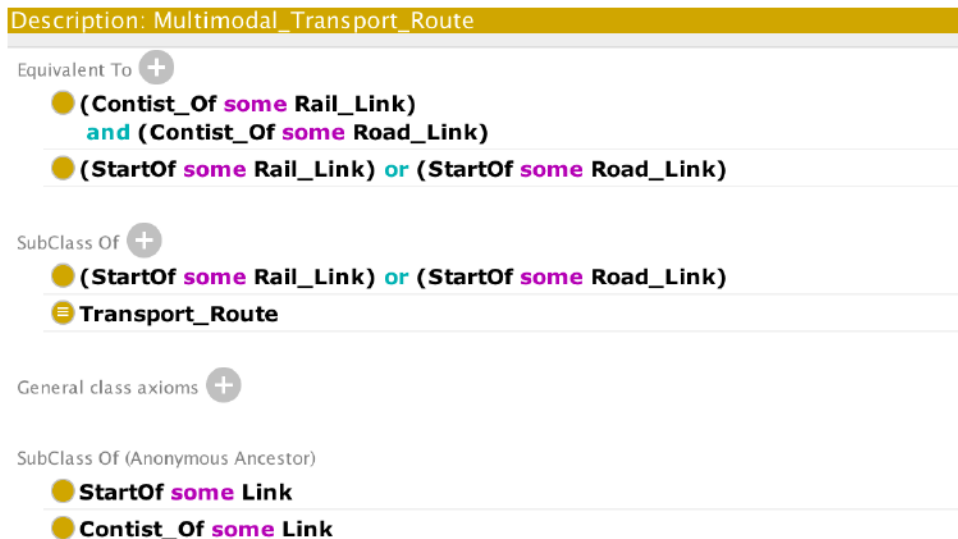 Description: Multimodal_Transport_Route
Equivalent To
(Contist_Of some Rail_Link)
and (Contist_Of some Road_Link)
(StartOf some Rail_Link) or (StartOf some Road_Link)
SubClass Of
(StartOf some Rail_Link) or (StartOf some Road_Link)
Transport_Route
General class axioms
SubClass Of (Anonymous Ancestor)
StartOf some Link
Contist_Of some Link